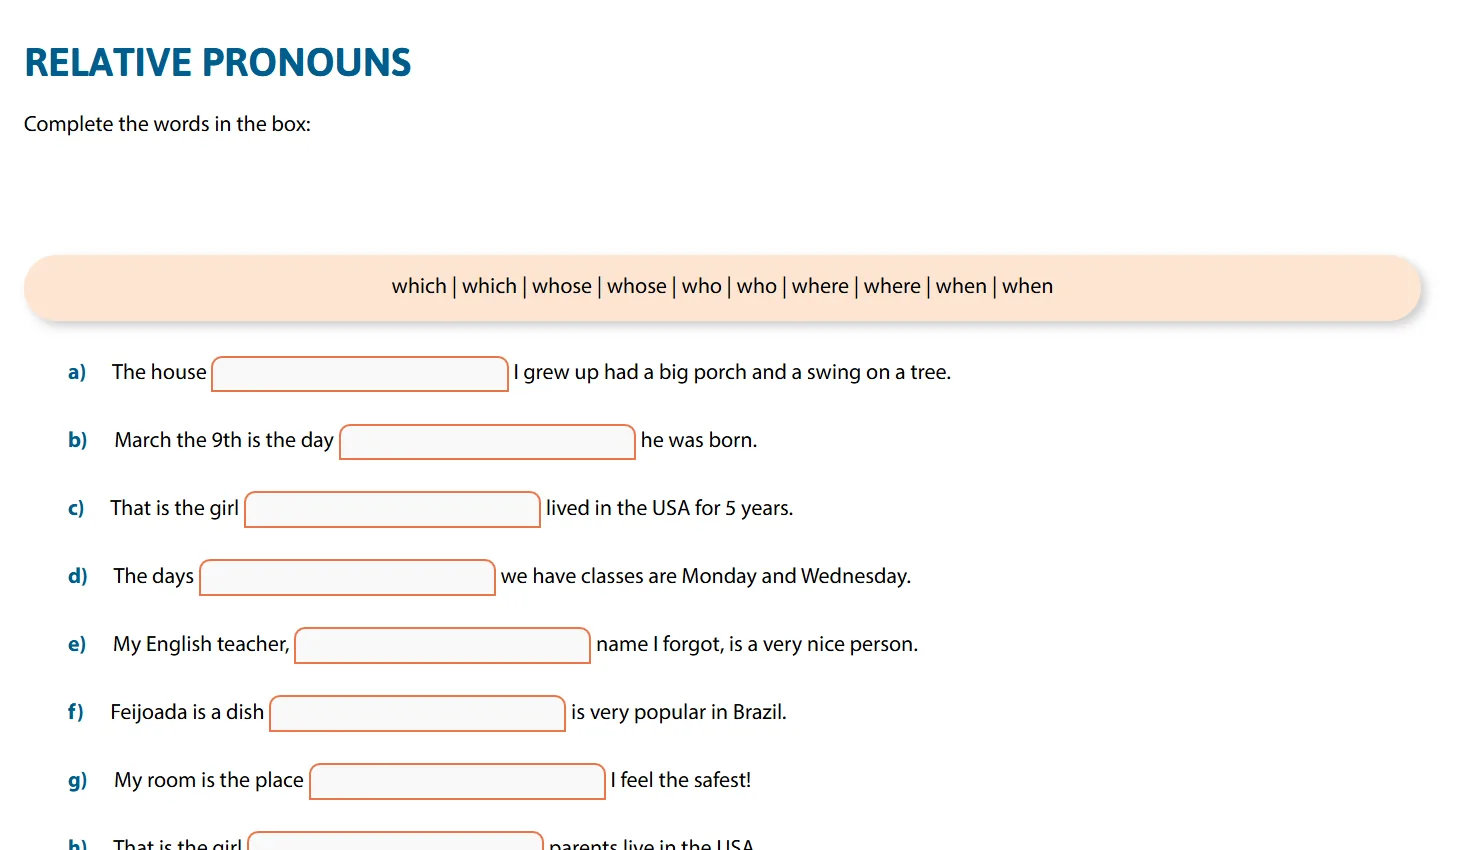 RELATIVE PRONOUNS
Complete the words in the box:
which | which | whose | whose | who | who | where | where | when | when
a) The house I grew up had a big porch and a swing on a tree.
b) March the 9th is the day he was born.
c) That is the girl lived in the USA for 5 years.
d) The days we have classes are Monday and Wednesday.
e) My English teacher, name I forgot, is a very nice person.
f) Feijoada is a dish is very popular in Brazil.
g) My room is the place I feel the safest!
h) That is the girl parents live in the USA